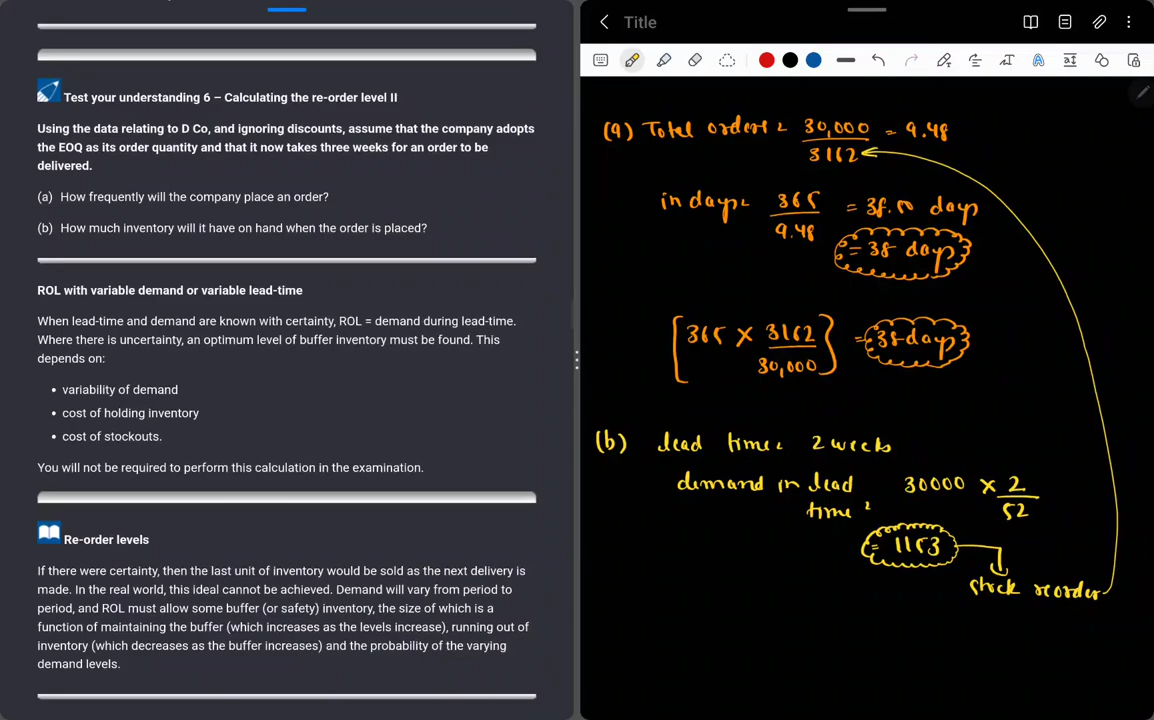 Test your understanding 6 – Calculating the re-order level II
Using the data relating to D Co, and ignoring discounts, assume that the company adopts
the EOQ as its order quantity and that it now takes three weeks for an order to be
delivered.
(a) How frequently will the company place an order?
(b) How much inventory will it have on hand when the order is placed?
ROL with variable demand or variable lead-time
When lead-time and demand are known with certainty, ROL = demand during lead-time.
Where there is uncertainty, an optimum level of buffer inventory must be found. This
depends on:
• variability of demand
• cost of holding inventory
• cost of stockouts.
You will not be required to perform this calculation in the examination.
Re-order levels
If there were certainty, then the last unit of inventory would be sold as the next delivery is
made. In the real world, this ideal cannot be achieved. Demand will vary from period to
period, and ROL must allow some buffer (or safety) inventory, the size of which is a
function of maintaining the buffer (which increases as the levels increase), running out of
inventory (which decreases as the buffer increases) and the probability of the varying
demand levels.
Title
(a) Total orders = 30,000 / 3162 = 9.48
in days = 365 / 9.48 = 38.50 days
= 38 days
[365 × 3162 / 30,000] = 38 days
(b) lead time = 2 weeks
demand in lead time = 30000 × 2 / 52
= 1153
stock reorder